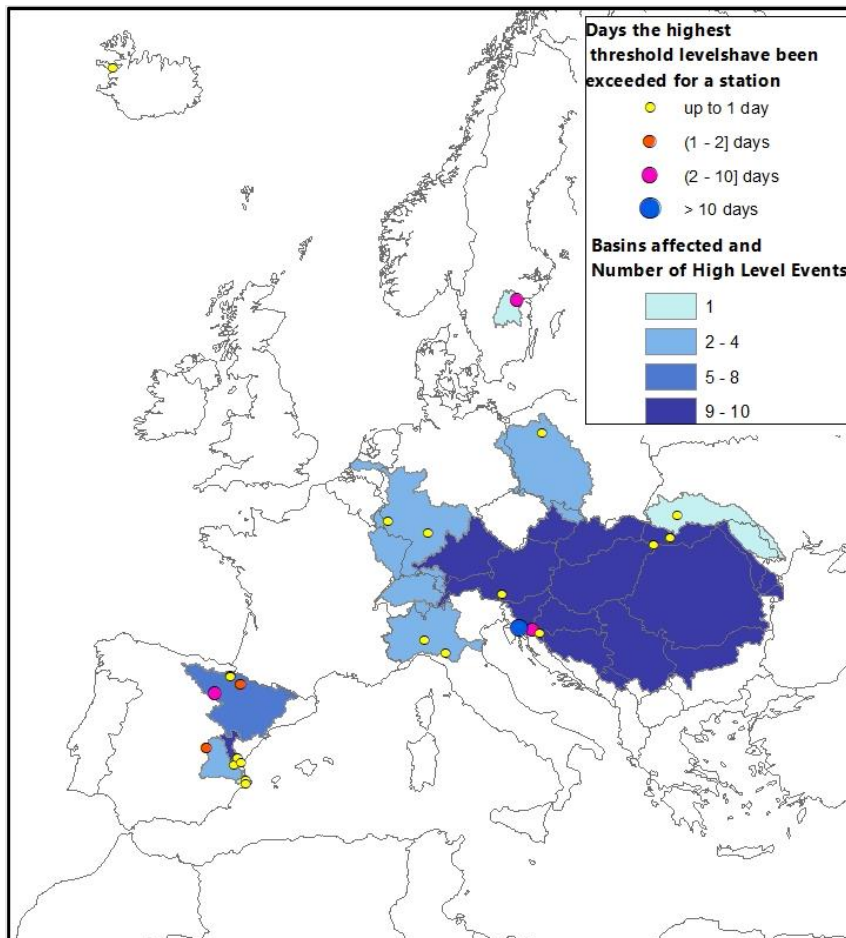 Days the highest
threshold levelshave been
exceeded for a station
up to 1 day
(1 - 2] days
(2 - 10] days
> 10 days
Basins affected and
Number of High Level Events
1
2 - 4
5 - 8
9 - 10